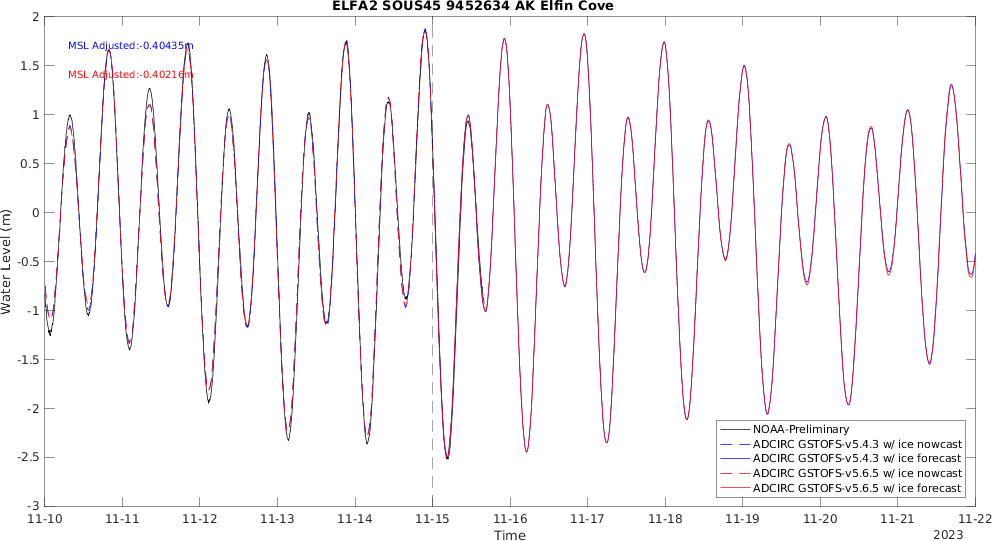 ELFA2 SOUS45 9452634 AK Elfin Cove
MSL Adjusted:-0.40435m
MSL Adjusted:-0.40216m
Water Level (m)
2
1.5
1
0.5
0
-0.5
-1
-1.5
-2
-2.5
-3
NOAA-Preliminary
ADCIRC GSTOFS-v5.4.3 w/ ice nowcast
ADCIRC GSTOFS-v5.4.3 w/ ice forecast
ADCIRC GSTOFS-v5.6.5 w/ ice nowcast
ADCIRC GSTOFS-v5.6.5 w/ ice forecast
11-10 11-11 11-12 11-13 11-14 11-15 11-16 11-17 11-18 11-19 11-20 11-21 11-22
Time
2023